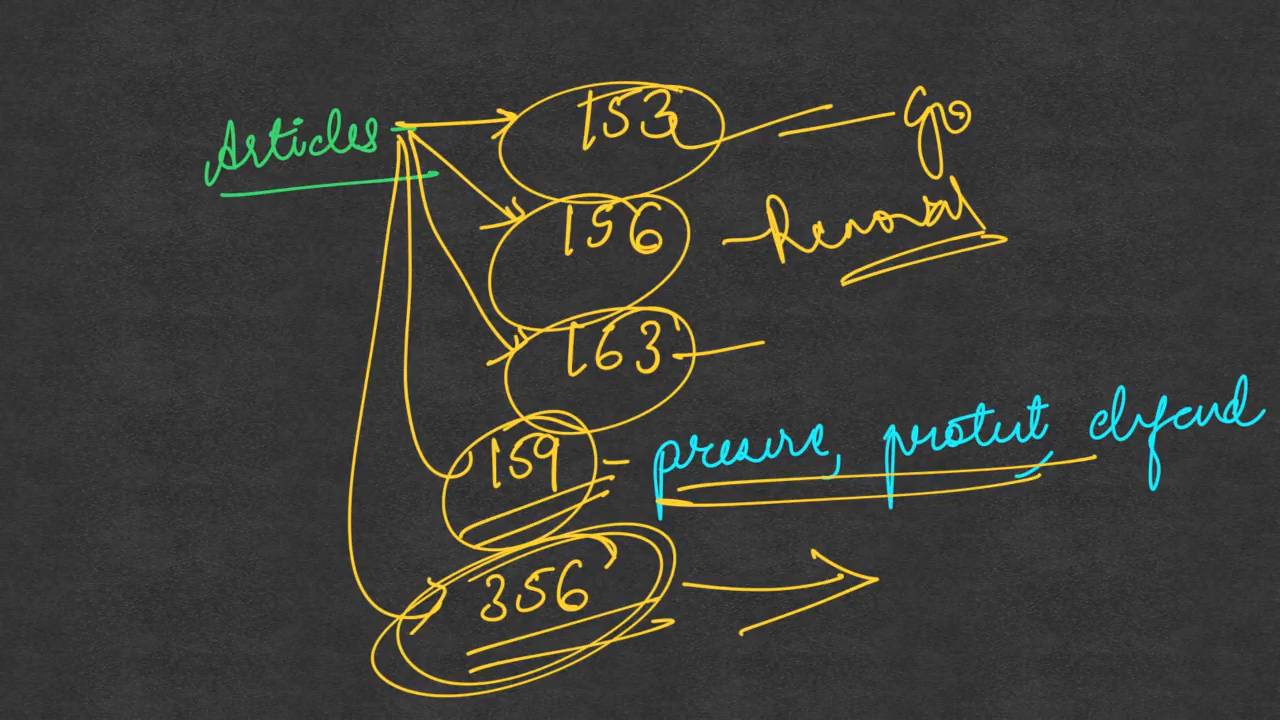 Articles 153 Go
156 Removal
163
159 preserve, protect defend
356